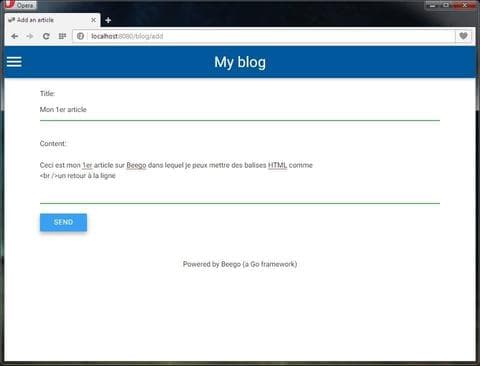 Opera
Add an article
localhost:8080/blog/add
My blog
Title:
Mon 1er article
Content:
Ceci est mon 1er article sur Beego dans lequel je peux mettre des balises HTML comme
<br />un retour à la ligne
SEND
Powered by Beego (a Go framework)